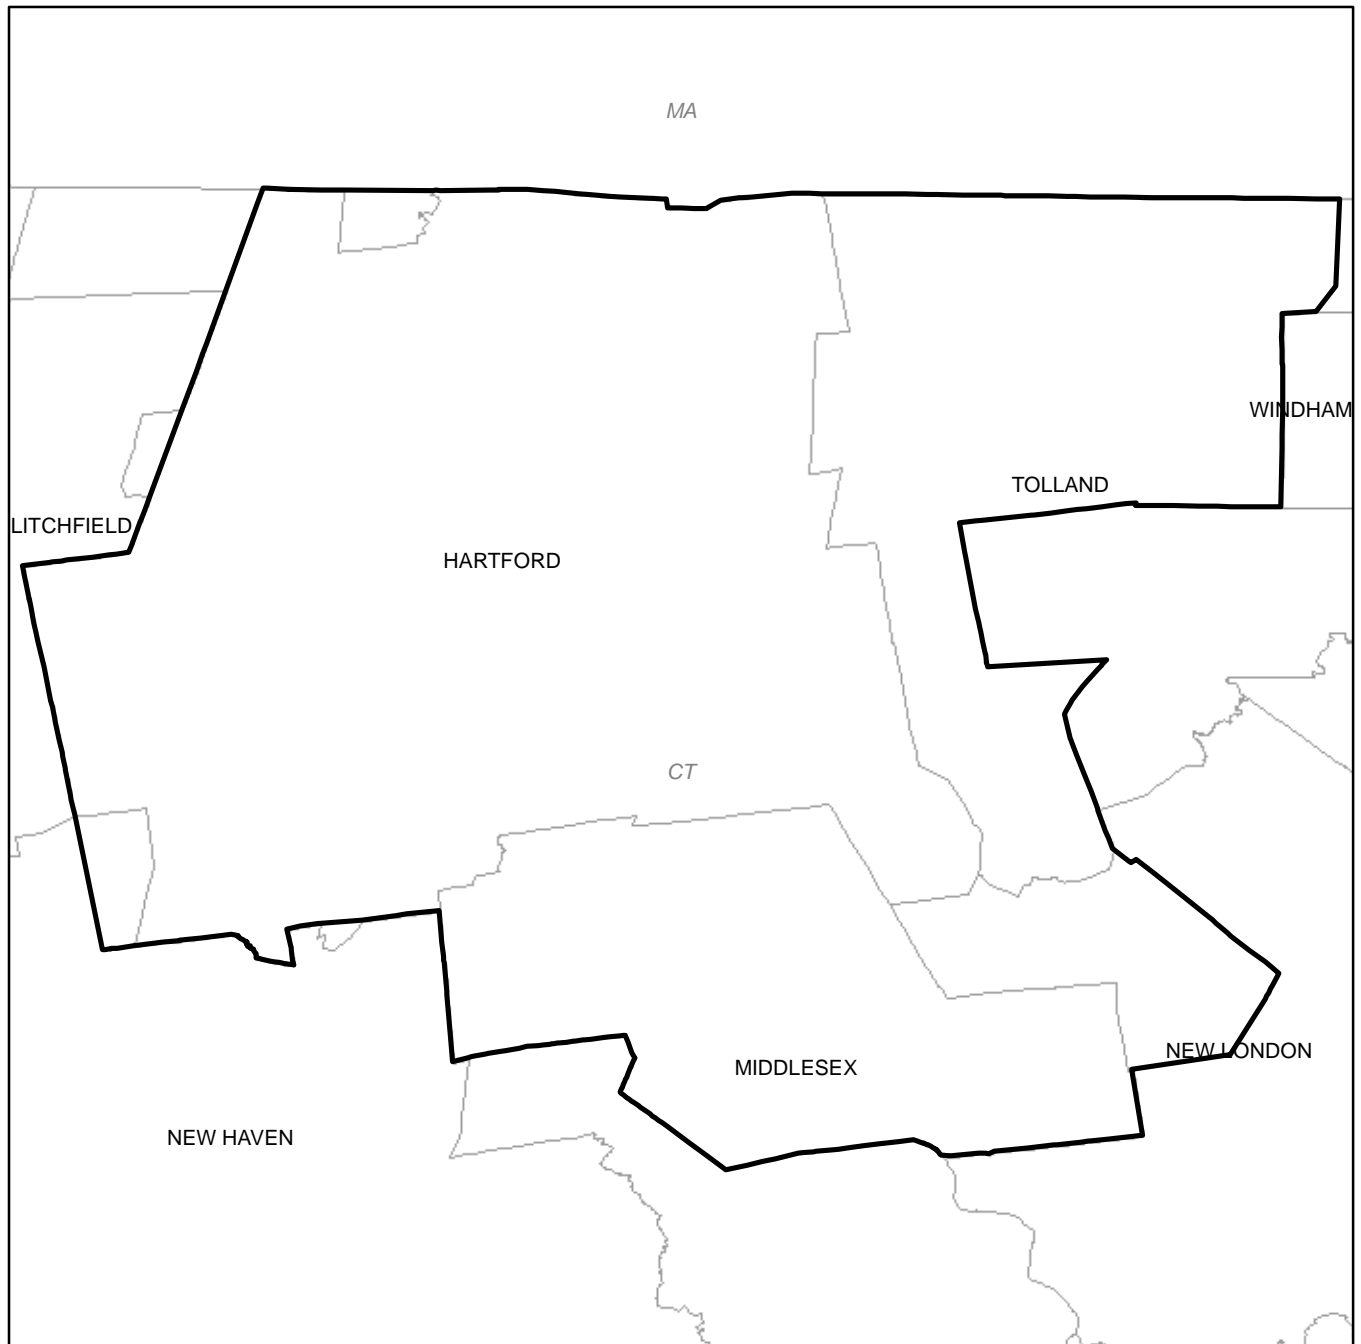 MA
WINDHAM
TOLLAND
LITCHFIELD
HARTFORD
CT
NEW LONDON
MIDDLESEX
NEW HAVEN